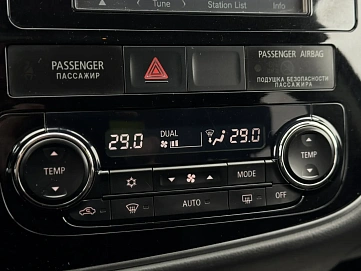 Tune Station List Info
PASSENGER
ПАССАЖИР
PASSENGER AIRBAG
ПОДУШКА БЕЗОПАСНОСТИ
ПАССАЖИРА
29.0 DUAL 29.0
TEMP
TEMP
MODE
AUTO
OFF